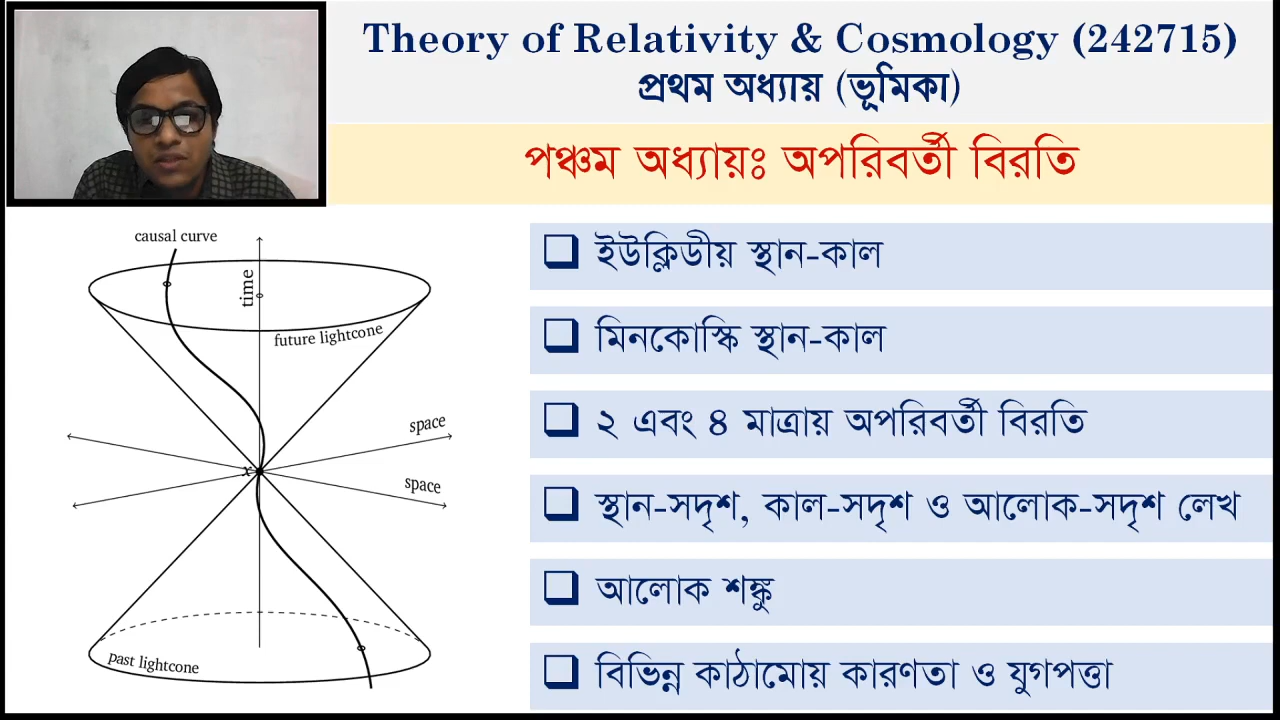 Theory of Relativity & Cosmology (242715)
প্রথম অধ্যায় (ভূমিকা)
পঞ্চম অধ্যায়ঃ অপরিবর্তী বিরতি
causal curve
time
future lightcone
space
x
space
past lightcone
❑ ইউক্লিডীয় স্থান-কাল
❑ মিনকোস্কি স্থান-কাল
❑ ২ এবং ৪ মাত্রায় অপরিবর্তী বিরতি
❑ স্থান-সদৃশ, কাল-সদৃশ ও আলোক-সদৃশ লেখ
❑ আলোক শঙ্কু
❑ বিভিন্ন কাঠামোয় কারণতা ও যুগপত্তা